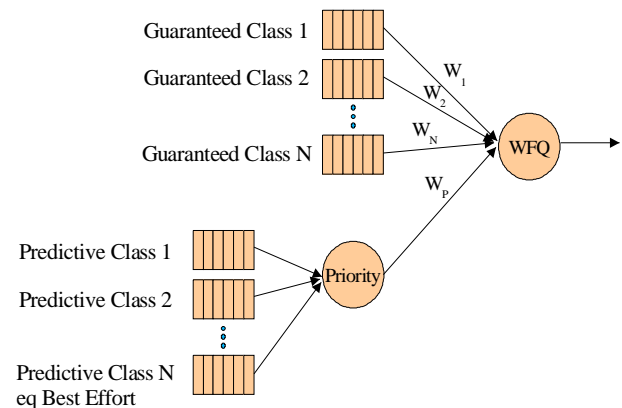 Guaranteed Class 1
Guaranteed Class 2
Guaranteed Class N
W1
W2
WN
WP
WFQ
Predictive Class 1
Predictive Class 2
Predictive Class N
eq Best Effort
Priority